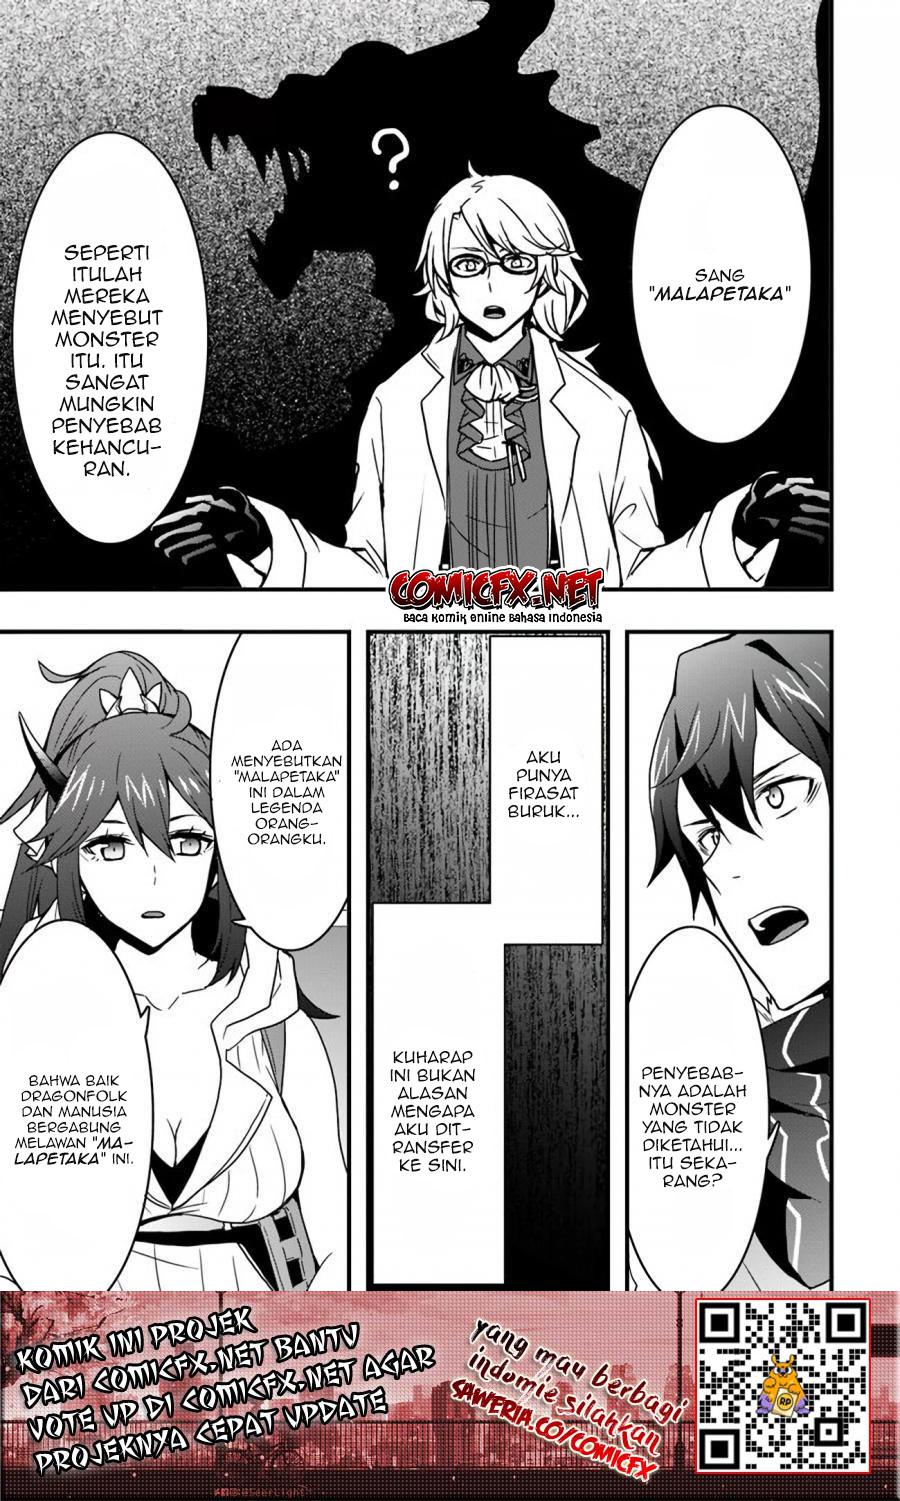 ?
SANG
"MALAPETAKA"
SEPERTI
ITULAH
MEREKA
MENYEBUT
MONSTER
ITU. ITU
SANGAT
MUNGKIN
PENYEBAB
KEHANCU-
RAN.
COMICFX.NET
Baca Komik Online Bahasa Indonesia
PENYEBAB-
NYA ADALAH
MONSTER
YANG TIDAK
DIKETAHUI...
ITU SEKA-
RANG?
AKU
PUNYA
FIRASAT
BURUK...
KUHARAP
INI BUKAN
ALASAN
MENGAPA
AKU DIT-
RANSFER
KE SINI.
ADA
MENYEBUTKAN
"MALAPETAKA"
INI DALAM
LEGENDA
ORANG-
ORANGKU.
BAHWA BAIK
DRAGONFOLK
DAN MANUSIA
BERGABUNG
MELAWAN "MA-
LAPETAKA" INI.
KOMIK INI PROJEK
DARI COMICFX.NET BANTU
VOTE UP DI COMICFX.NET AGAR
PROJEKNYA CEPAT UPDATE
yang mau berbagi
indomie silahkan
SAWERIA.CO/COMICFX
RP
@SeerLight